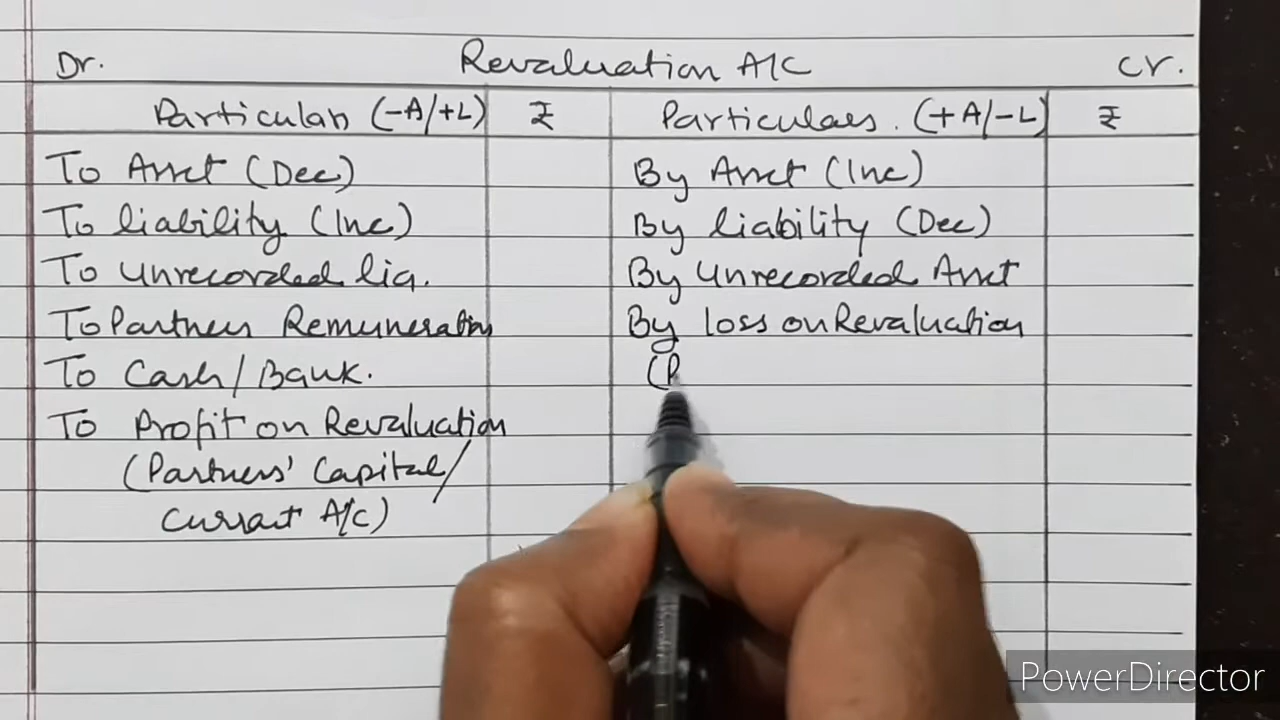 Dr. Revaluation A/C Cr.
Particulars (-A/+L) ₹ Particulars. (+A/-L) ₹
To Asset (Dec) By Asset (Inc)
To liability (Inc) By liability (Dec)
To Unrecorded lia. By Unrecorded Asset
To Partners Remuneration By loss on Revaluation
To Cash/Bank. (P
To Profit on Revaluation
(Partners' Capital/
Current A/C)
PowerDirector